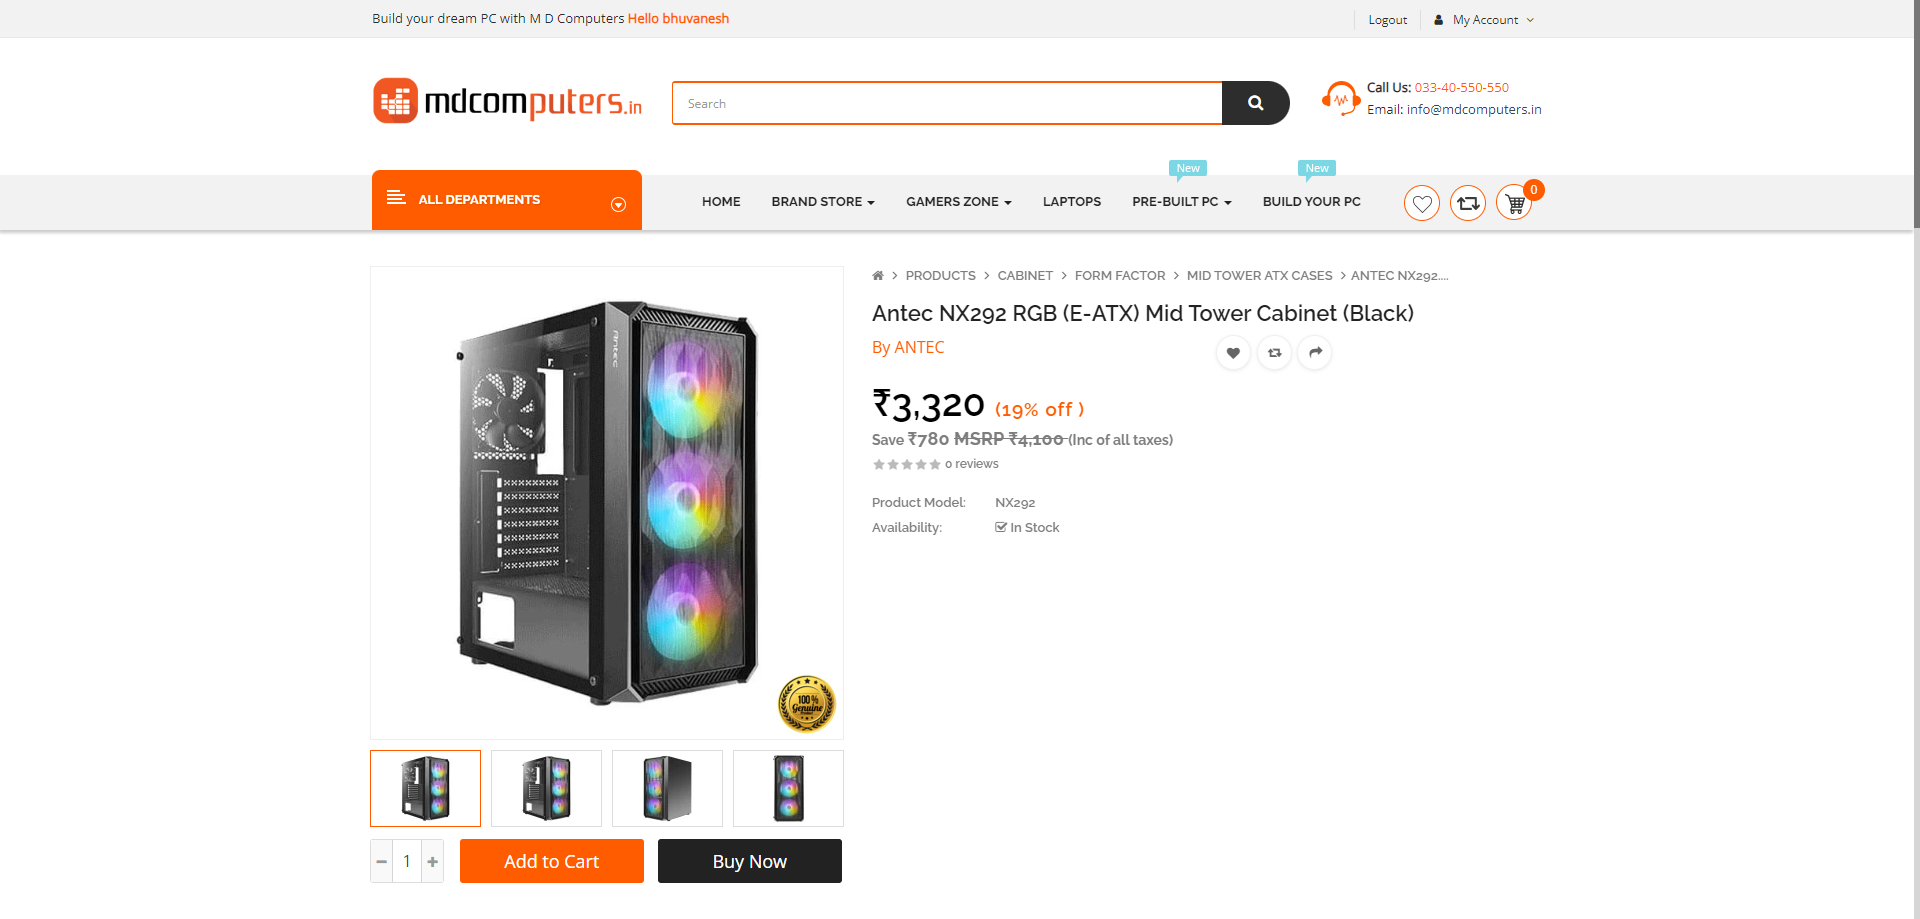 Build your dream PC with M D Computers Hello bhuvanesh
Logout
My Account
mdcomputers.in
Search
Call Us: 033-40-550-550
Email: info@mdcomputers.in
ALL DEPARTMENTS
HOME
BRAND STORE
GAMERS ZONE
LAPTOPS
New
PRE-BUILT PC
New
BUILD YOUR PC
0
PRODUCTS
CABINET
FORM FACTOR
MID TOWER ATX CASES
ANTEC NX292....
Antec NX292 RGB (E-ATX) Mid Tower Cabinet (Black)
By ANTEC
₹3,320 (19% off )
Save ₹780 MSRP ₹4,100 (Inc of all taxes)
0 reviews
Product Model: NX292
Availability: In Stock
Antec
100%
Genuine
1
Add to Cart
Buy Now